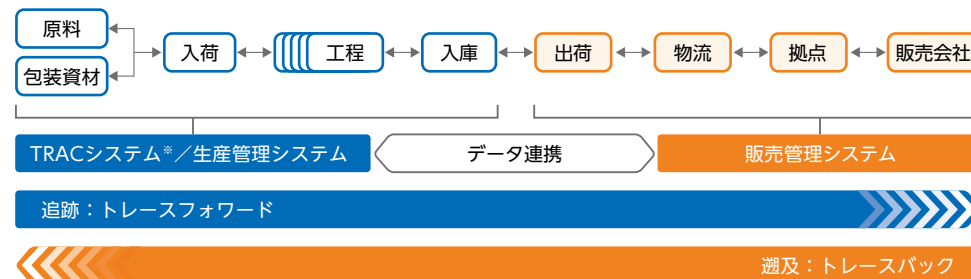 原料
包装資材
入荷
工程
入庫
出荷
物流
拠点
販売会社
TRACシステム※／生産管理システム
データ連携
販売管理システム
追跡：トレースフォワード
遡及：トレースバック